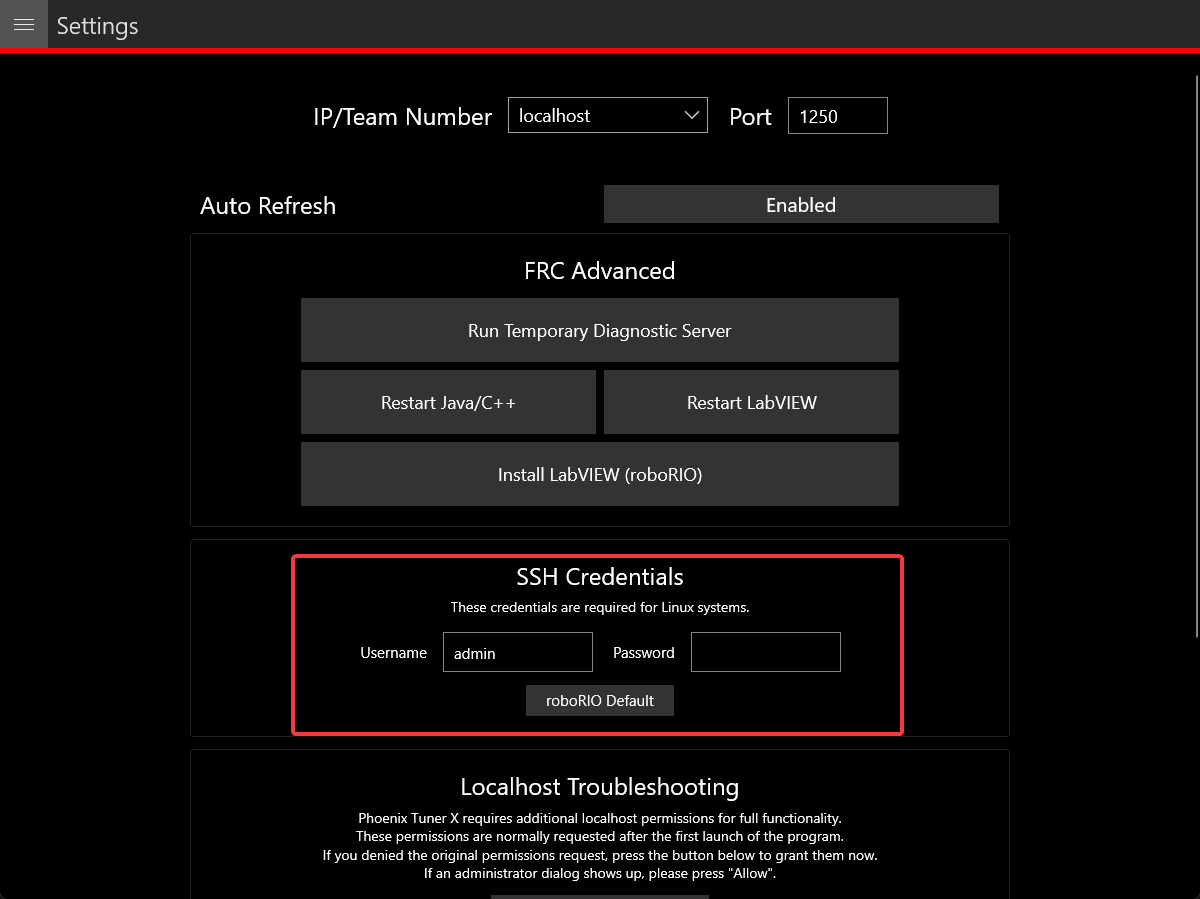 Settings
IP/Team Number localhost Port 1250
Auto Refresh Enabled
FRC Advanced
Run Temporary Diagnostic Server
Restart Java/C++ Restart LabVIEW
Install LabVIEW (roboRIO)
SSH Credentials
These credentials are required for Linux systems.
Username admin Password
roboRIO Default
Localhost Troubleshooting
Phoenix Tuner X requires additional localhost permissions for full functionality.
These permissions are normally requested after the first launch of the program.
If you denied the original permissions request, press the button below to grant them now.
If an administrator dialog shows up, please press "Allow".